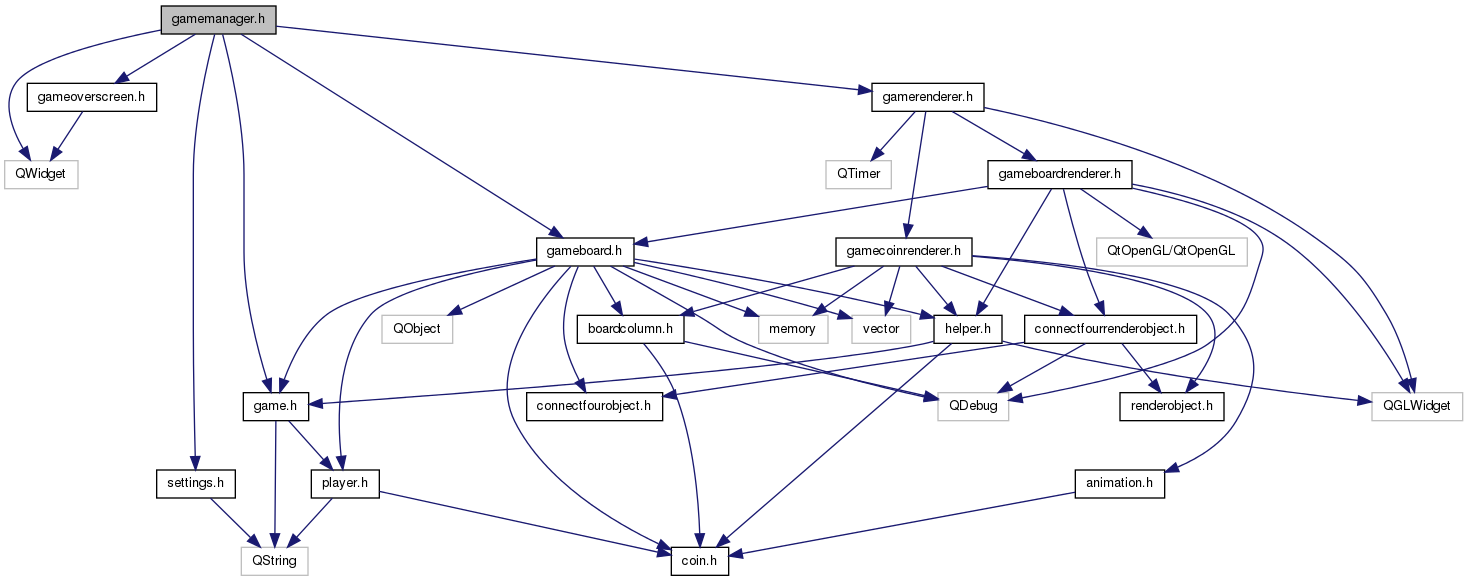 gamemanager.h
gameoverscreen.h
gamerenderer.h
QWidget
QTimer
gameboardrenderer.h
gameboard.h
gamecoinrenderer.h
QtOpenGL/QtOpenGL
QObject
boardcolumn.h
memory
vector
helper.h
connectfourrenderobject.h
game.h
connectfourobject.h
QDebug
renderobject.h
QGLWidget
settings.h
player.h
animation.h
QString
coin.h